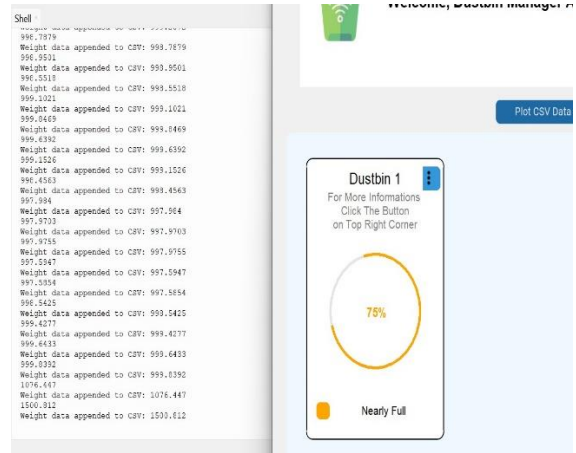 Shell
Weight data appended to CSV:
998.7879
Weight data appended to CSV: 998.7879
998.9501
Weight data appended to CSV: 998.9501
998.5518
Weight data appended to CSV: 998.5518
999.1021
Weight data appended to CSV: 999.1021
999.8469
Weight data appended to CSV: 999.8469
999.6392
Weight data appended to CSV: 999.6392
999.1526
Weight data appended to CSV: 999.1526
998.4563
Weight data appended to CSV: 998.4563
997.984
Weight data appended to CSV: 997.984
997.9703
Weight data appended to CSV: 997.9703
997.9755
Weight data appended to CSV: 997.9755
997.5947
Weight data appended to CSV: 997.5947
997.5854
Weight data appended to CSV: 997.5854
998.5425
Weight data appended to CSV: 998.5425
999.4277
Weight data appended to CSV: 999.4277
999.6433
Weight data appended to CSV: 999.6433
999.8392
Weight data appended to CSV: 999.8392
1076.447
Weight data appended to CSV: 1076.447
1500.812
Weight data appended to CSV: 1500.812
Welcome, Dustbin Manager
Plot CSV Data
Dustbin 1
For More Informations
Click The Button
on Top Right Corner
75%
Nearly Full